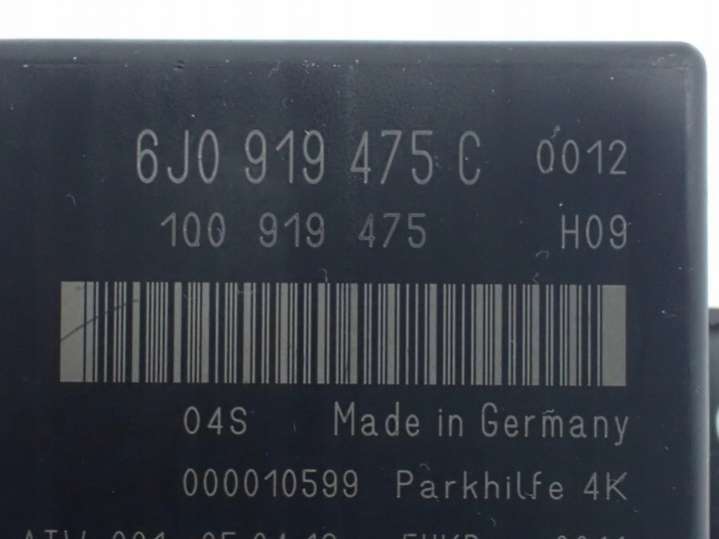 6J0 919 475 C 0012
1Q0 919 475 H09
04S Made in Germany
000010599 Parkhilfe 4K